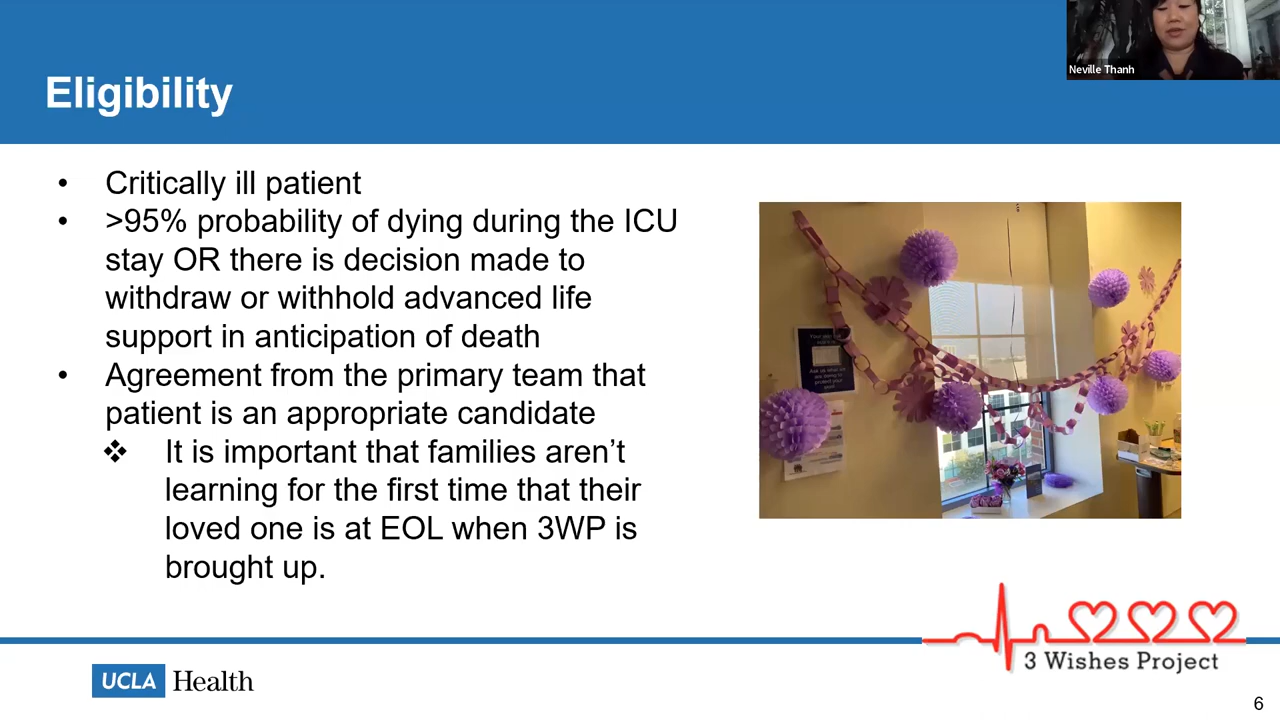 Neville Thanh
Eligibility
• Critically ill patient
• >95% probability of dying during the ICU
stay OR there is decision made to
withdraw or withhold advanced life
support in anticipation of death
• Agreement from the primary team that
patient is an appropriate candidate
❖ It is important that families aren’t
learning for the first time that their
loved one is at EOL when 3WP is
brought up.
3 Wishes Project
UCLA Health
6